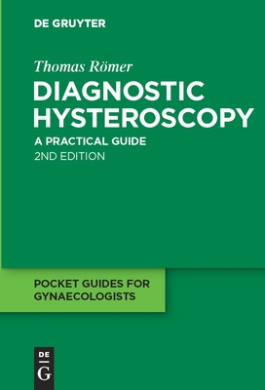 DE GRUYTER
Thomas Römer
DIAGNOSTIC
HYSTEROSCOPY
A PRACTICAL GUIDE
2ND EDITION
POCKET GUIDES FOR
GYNAECOLOGISTS
DE
G